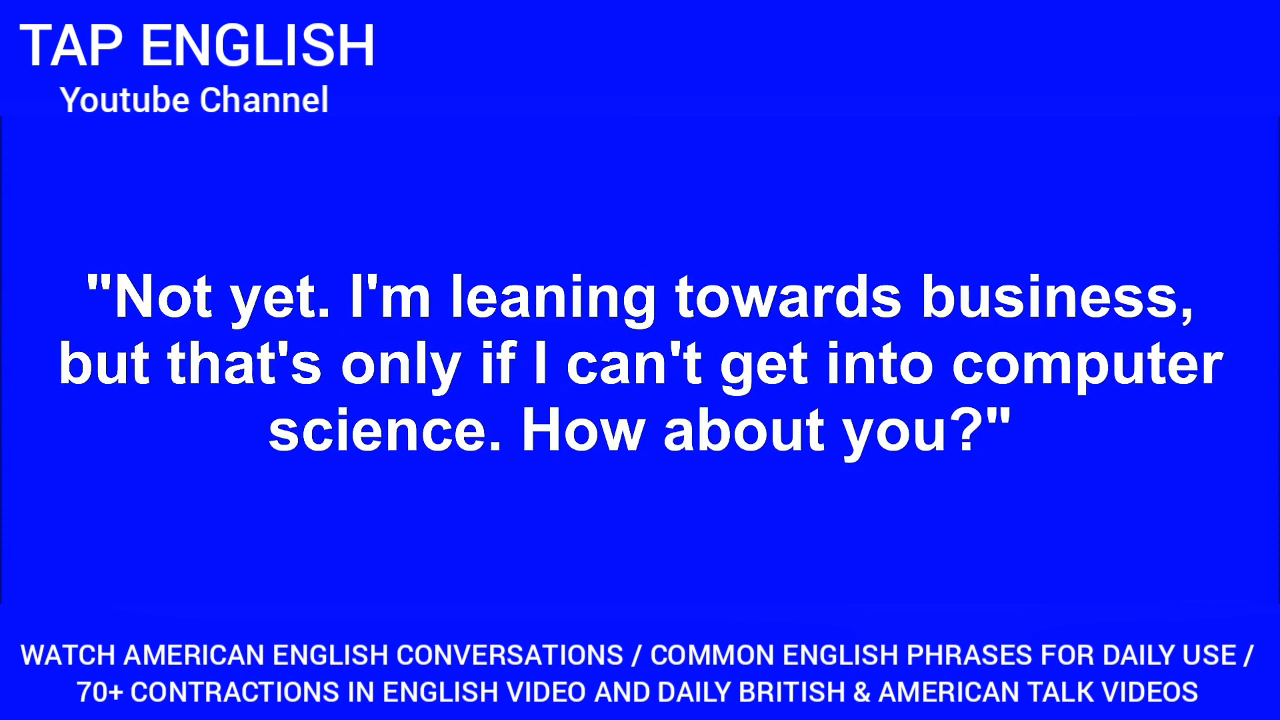 TAP ENGLISH
Youtube Channel
"Not yet. I'm leaning towards business,
but that's only if I can't get into computer
science. How about you?"
WATCH AMERICAN ENGLISH CONVERSATIONS / COMMON ENGLISH PHRASES FOR DAILY USE /
70+ CONTRACTIONS IN ENGLISH VIDEO AND DAILY BRITISH & AMERICAN TALK VIDEOS